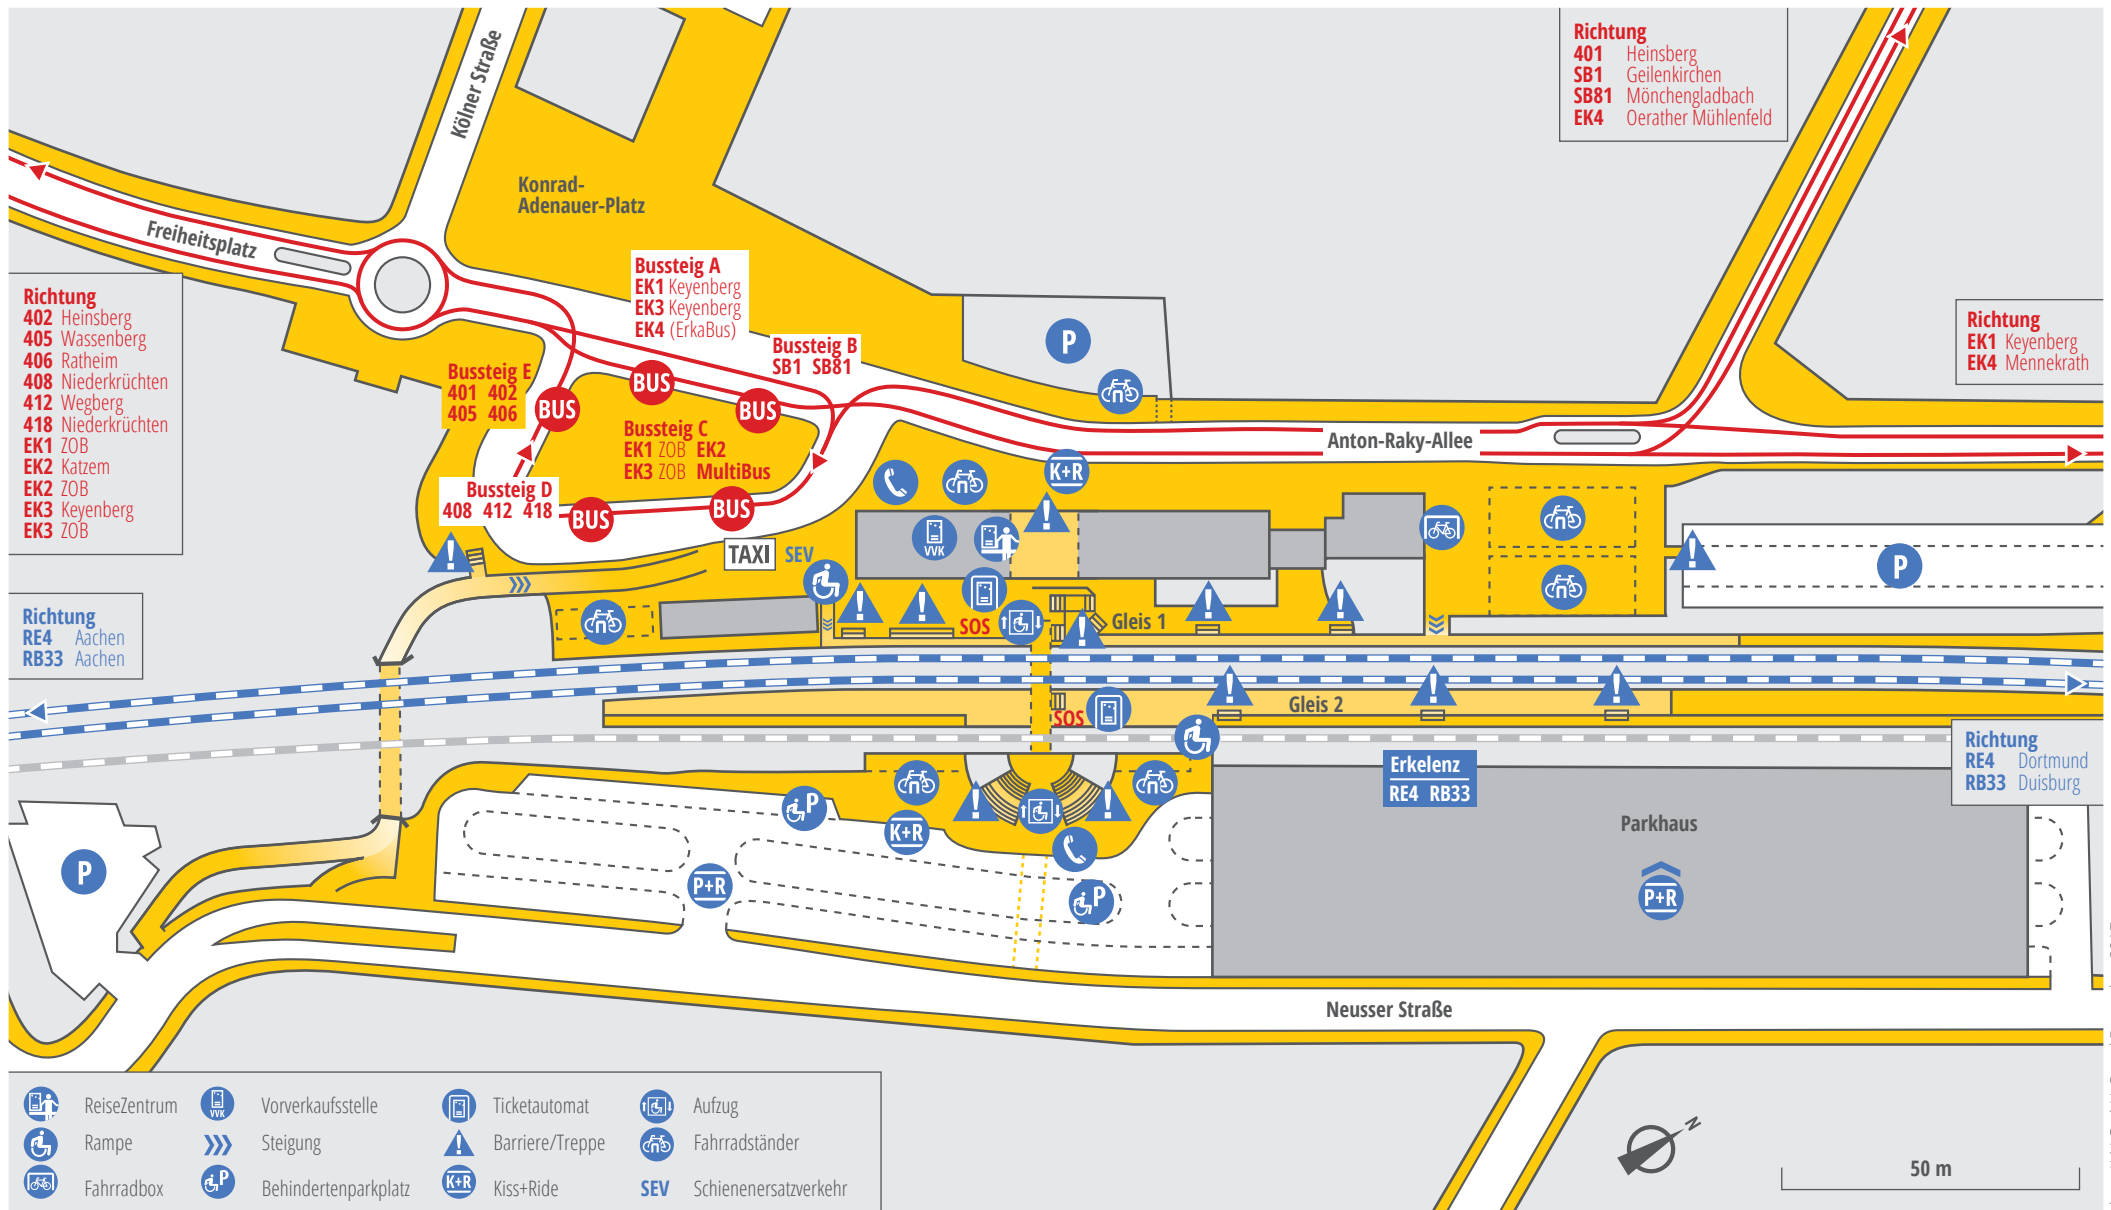 Kölner Straße
Konrad-
Adenauer-Platz
Freiheitsplatz
Richtung
401 Heinsberg
SB1 Geilenkirchen
SB81 Mönchengladbach
EK4 Oerather Mühlenfeld
Richtung
402 Heinsberg
405 Wassenberg
406 Ratheim
408 Niederkrüchten
412 Wegberg
418 Niederkrüchten
EK1 ZOB
EK2 Katzem
EK2 ZOB
EK3 Keyenberg
EK3 ZOB
Bussteig A
EK1 Keyenberg
EK3 Keyenberg
EK4 (ErkaBus)
Bussteig B
SB1 SB81
Bussteig E
401 402
405 406
BUS
BUS
BUS
Bussteig C
EK1 ZOB EK2
EK3 ZOB MultiBus
Bussteig D
408 412 418
BUS
BUS
P
Richtung
EK1 Keyenberg
EK4 Mennekrath
Anton-Raky-Allee
K+R
TAXI
SEV
VVK
P
SOS
Gleis 1
Richtung
RE4 Aachen
RB33 Aachen
Gleis 2
SOS
Richtung
RE4 Dortmund
RB33 Duisburg
Erkelenz
RE4 RB33
Parkhaus
P
K+R
P
P+R
P
P+R
Neusser Straße
ReiseZentrum
VVK
Vorverkaufsstelle
Ticketautomat
Aufzug
Rampe
Steigung
Barriere/Treppe
Fahrradständer
Fahrradbox
P
Behindertenparkplatz
K+R
Kiss+Ride
SEV
Schienenersatzverkehr
N
50 m